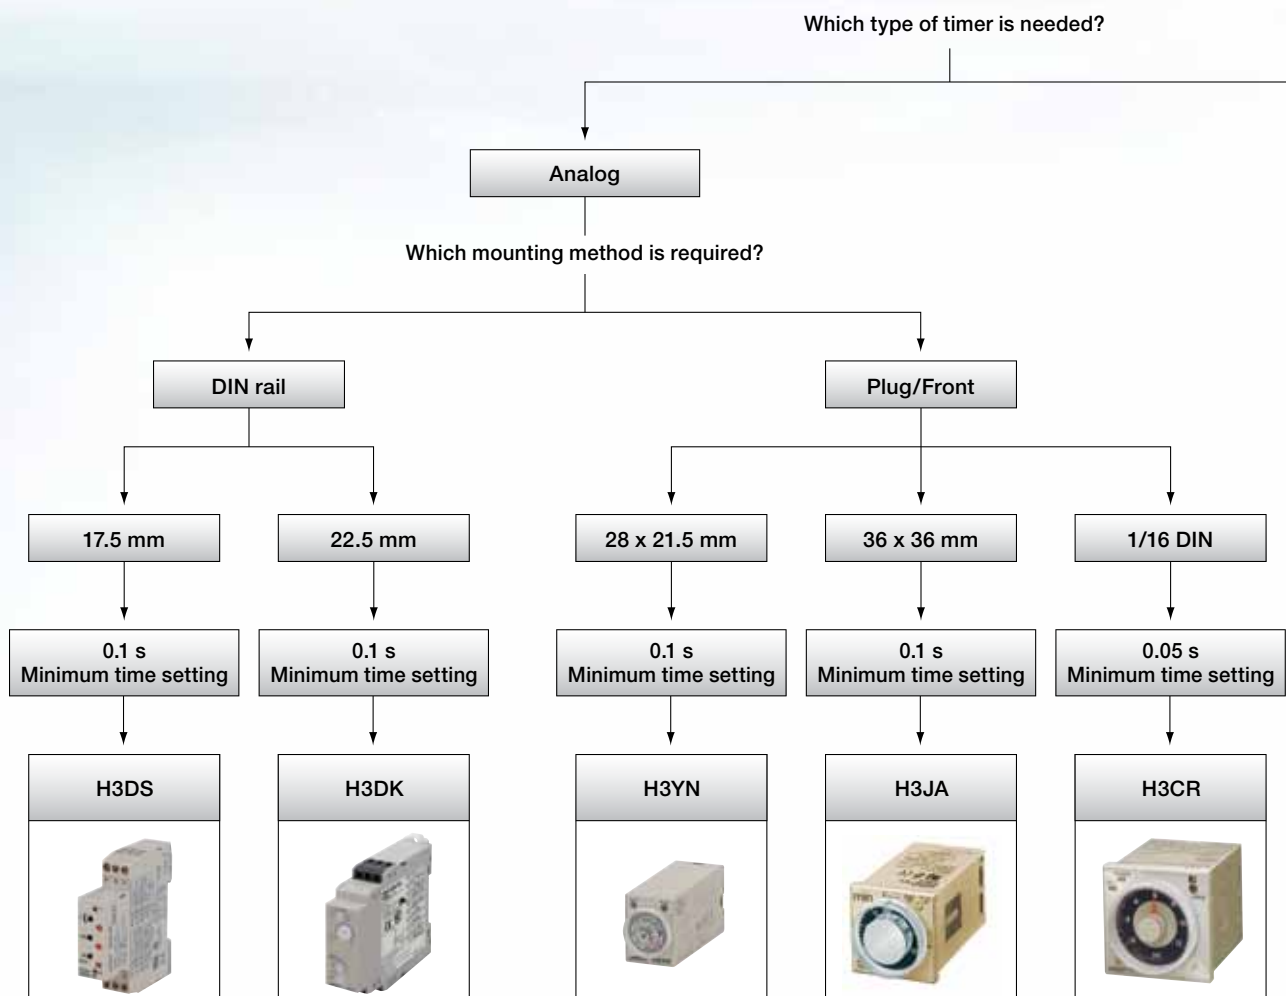 Which type of timer is needed?
Analog
Which mounting method is required?
DIN rail
Plug/Front
17.5 mm
22.5 mm
28 x 21.5 mm
36 x 36 mm
1/16 DIN
0.1 s
Minimum time setting
0.1 s
Minimum time setting
0.1 s
Minimum time setting
0.1 s
Minimum time setting
0.05 s
Minimum time setting
H3DS
H3DK
H3YN
H3JA
H3CR